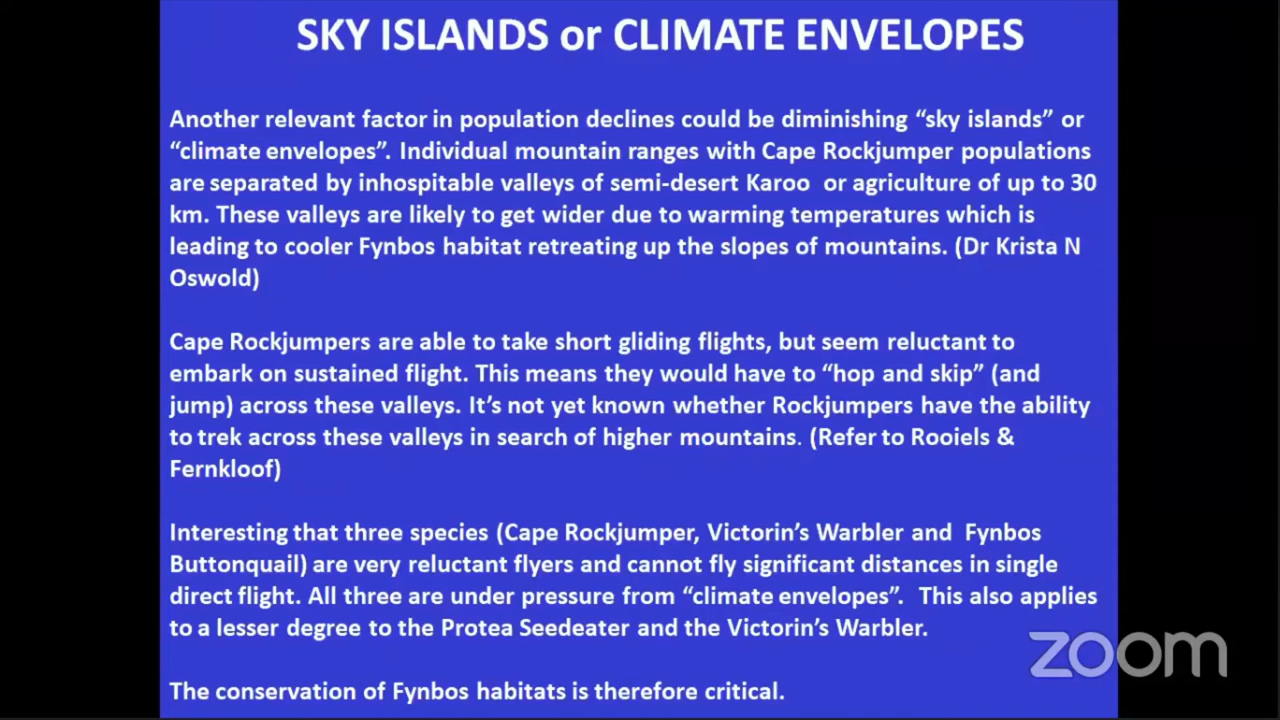 SKY ISLANDS or CLIMATE ENVELOPES
Another relevant factor in population declines could be diminishing “sky islands” or
“climate envelopes”. Individual mountain ranges with Cape Rockjumper populations
are separated by inhospitable valleys of semi-desert Karoo or agriculture of up to 30
km. These valleys are likely to get wider due to warming temperatures which is
leading to cooler Fynbos habitat retreating up the slopes of mountains. (Dr Krista N
Oswold)
Cape Rockjumpers are able to take short gliding flights, but seem reluctant to
embark on sustained flight. This means they would have to “hop and skip” (and
jump) across these valleys. It’s not yet known whether Rockjumpers have the ability
to trek across these valleys in search of higher mountains. (Refer to Rooiels &
Fernkloof)
Interesting that three species (Cape Rockjumper, Victorin’s Warbler and Fynbos
Buttonquail) are very reluctant flyers and cannot fly significant distances in single
direct flight. All three are under pressure from “climate envelopes”. This also applies
to a lesser degree to the Protea Seedeater and the Victorin’s Warbler.
The conservation of Fynbos habitats is therefore critical.
zoom